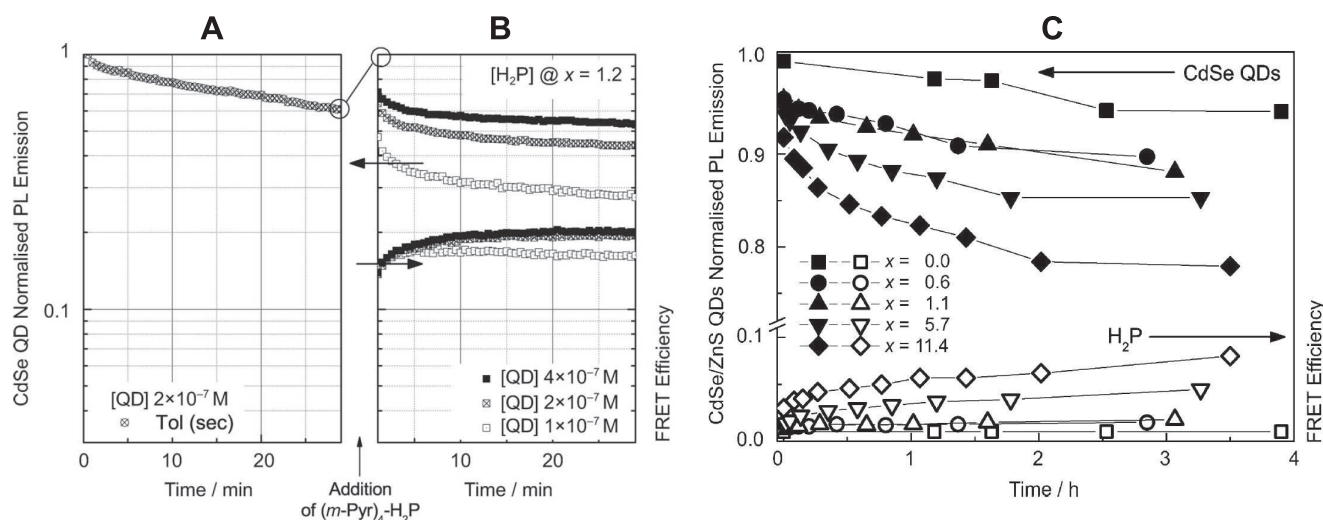 A
B
C
1
0.1
CdSe QD Normalised PL Emission
[QD] 2×10⁻⁷ M
Tol (sec)
0
10
20
Time / min
Addition
of (m-Pyr)₄-H₂P
[H₂P] @ x = 1.2
[QD] 4×10⁻⁷ M
[QD] 2×10⁻⁷ M
[QD] 1×10⁻⁷ M
10
20
Time / min
FRET Efficiency
CdSe/ZnS QDs Normalised PL Emission
1.0
0.9
0.8
0.1
0.0
CdSe QDs
x = 0.0
x = 0.6
x = 1.1
x = 5.7
x = 11.4
H₂P
0
1
2
3
4
Time / h
FRET Efficiency